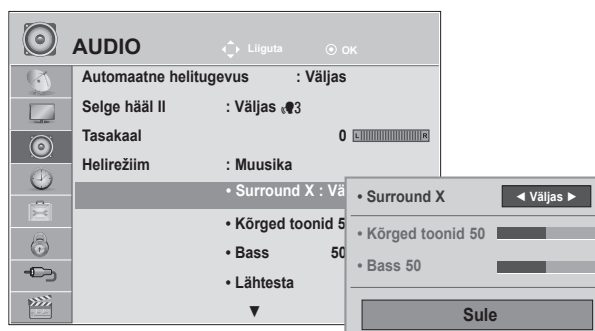 AUDIO
Liiguta OK
Automaatne helitugevus : Väljas
Selge hääl II : Väljas 3
Tasakaal 0 L R
Helirežiim : Muusika
• Surround X : Vä
• Kõrged toonid 5
• Bass 50
• Lähtesta
▼
• Surround X ◄ Väljas ►
• Kõrged toonid 50
• Bass 50
Sule